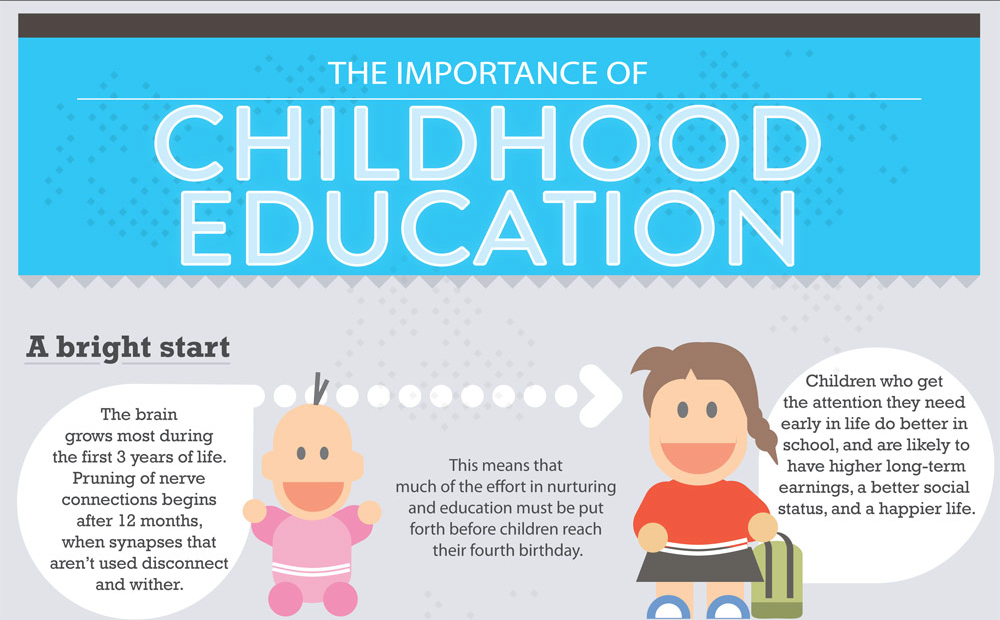 THE IMPORTANCE OF
CHILDHOOD
EDUCATION
A bright start
The brain
grows most during
the first 3 years of life.
Pruning of nerve
connections begins
after 12 months,
when synapses that
aren't used disconnect
and wither.
This means that
much of the effort in nurturing
and education must be put
forth before children reach
their fourth birthday.
Children who get
the attention they need
early in life do better in
school, and are likely to
have higher long-term
earnings, a better social
status, and a happier life.